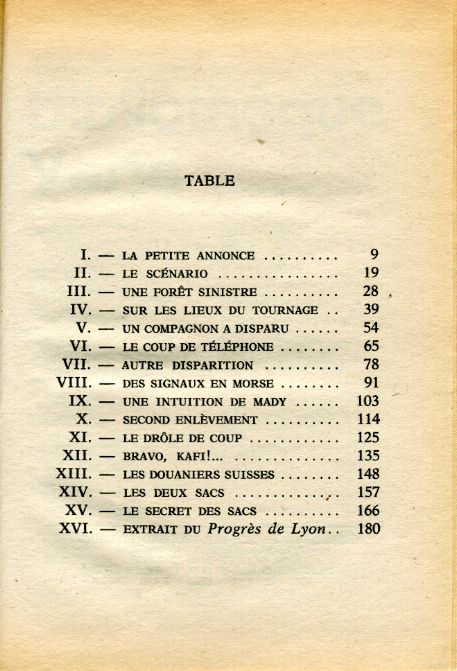 TABLE
I. — LA PETITE ANNONCE .......... 9
II. — LE SCÉNARIO ................ 19
III. — UNE FORÊT SINISTRE .......... 28
IV. — SUR LES LIEUX DU TOURNAGE .. 39
V. — UN COMPAGNON A DISPARU ..... 54
VI. — LE COUP DE TÉLÉPHONE ........ 65
VII. — AUTRE DISPARITION .......... 78
VIII. — DES SIGNAUX EN MORSE ........ 91
IX. — UNE INTUITION DE MADY ...... 103
X. — SECOND ENLÈVEMENT .......... 114
XI. — LE DRÔLE DE COUP ............ 125
XII. — BRAVO, KAFI!... ............ 135
XIII. — LES DOUANIERS SUISSES ........ 148
XIV. — LES DEUX SACS .............. 157
XV. — LE SECRET DES SACS .......... 166
XVI. — EXTRAIT DU Progrès de Lyon.. 180